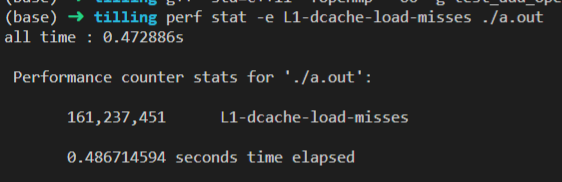 (base) ➜ tilling perf stat -e L1-dcache-load-misses ./a.out
all time : 0.472886s
Performance counter stats for './a.out':
161,237,451 L1-dcache-load-misses
0.486714594 seconds time elapsed